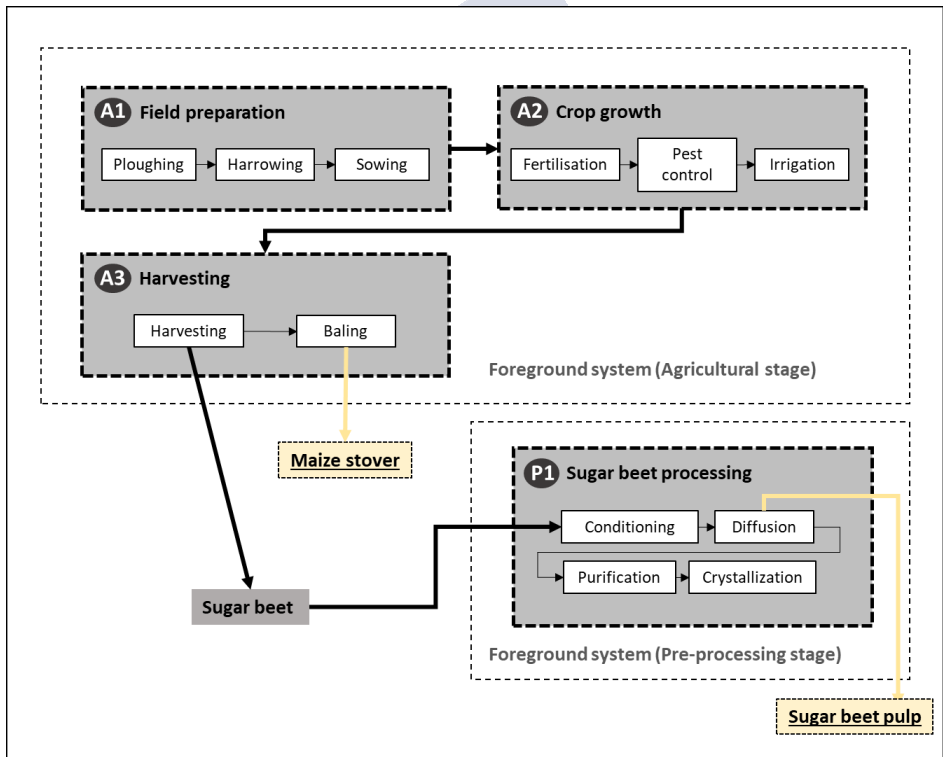 A1 Field preparation
Ploughing
Harrowing
Sowing
A2 Crop growth
Fertilisation
Pest
control
Irrigation
A3 Harvesting
Harvesting
Baling
Foreground system (Agricultural stage)
Maize stover
P1 Sugar beet processing
Conditioning
Diffusion
Purification
Crystallization
Sugar beet
Foreground system (Pre-processing stage)
Sugar beet pulp